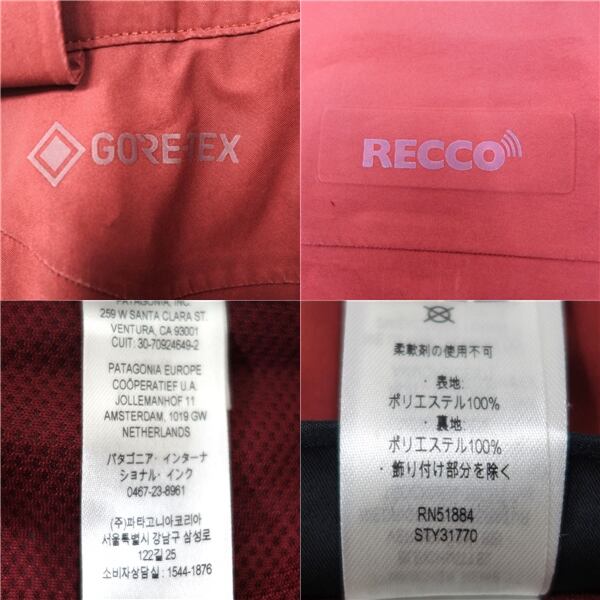 GORE-TEX
RECCO
PATAGONIA, INC.
259 W SANTA CLARA ST.
VENTURA, CA 93001
CUIT: 30-70924649-2
PATAGONIA EUROPE
COÖPERATIEF U.A.
JOLLEMANHOF 11
AMSTERDAM, 1019 GW
NETHERLANDS
パタゴニア・インターナ
ショナル・インク
0467-23-8961
(주)파타고니아코리아
서울특별시 강남구 삼성로
122길 25
소비자상담실 : 1544-1876
柔軟剤の使用不可
・表地:
ポリエステル100%
・裏地:
ポリエステル100%
・飾り付け部分を除く
RN51884
STY31770